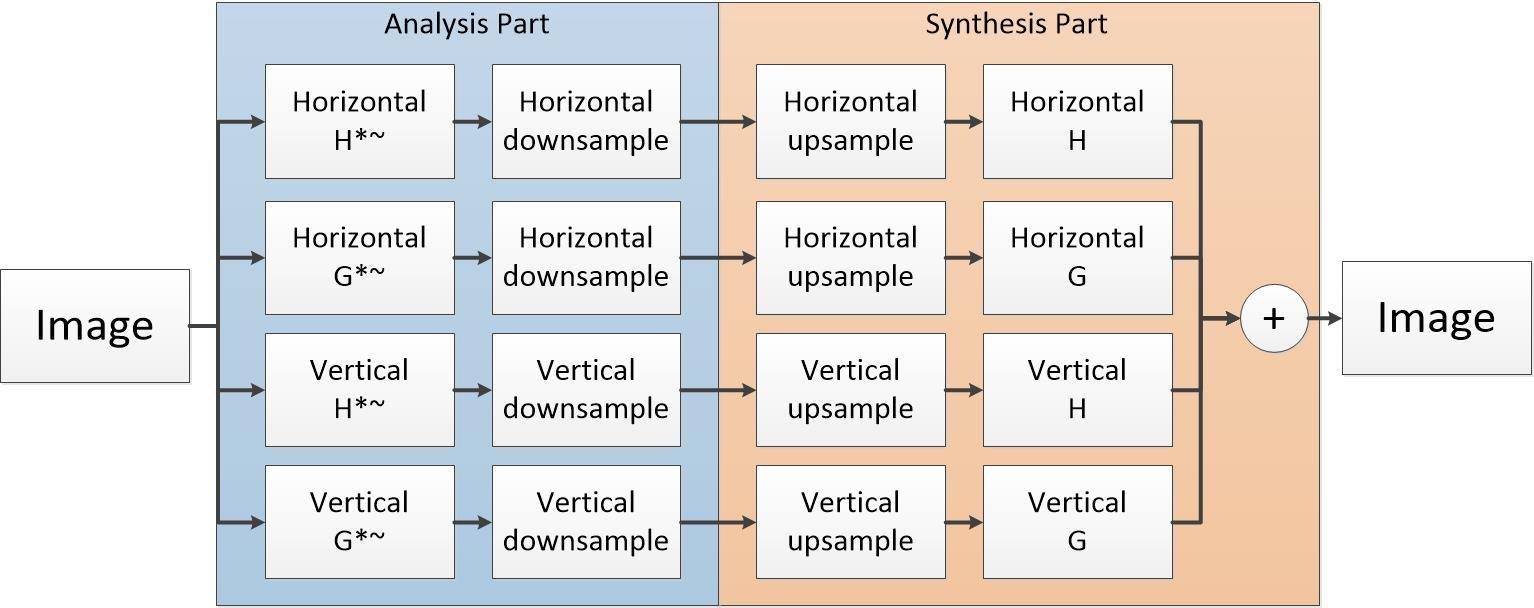 Analysis Part
Synthesis Part
Horizontal
H*~
Horizontal
downsample
Horizontal
upsample
Horizontal
H
Horizontal
G*~
Horizontal
downsample
Horizontal
upsample
Horizontal
G
Image
+
Image
Vertical
H*~
Vertical
downsample
Vertical
upsample
Vertical
H
Vertical
G*~
Vertical
downsample
Vertical
upsample
Vertical
G